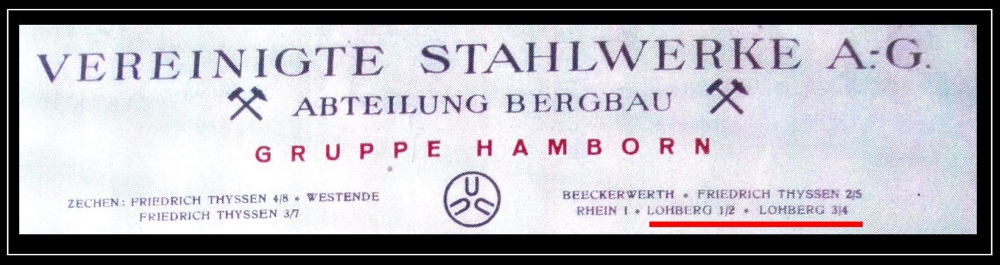 VEREINIGTE STAHLWERKE A.-G.
ABTEILUNG BERGBAU
GRUPPE HAMBORN
ZECHEN: FRIEDRICH THYSSEN 4/8 • WESTENDE
FRIEDRICH THYSSEN 3/7
U
BEECKERWERTH • FRIEDRICH THYSSEN 2/5
RHEIN I • LOHBERG 1/2 • LOHBERG 3/4